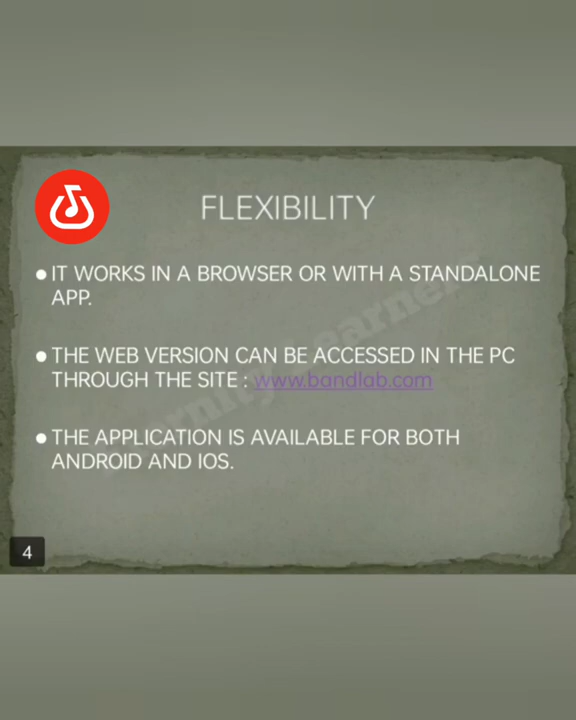 FLEXIBILITY
● IT WORKS IN A BROWSER OR WITH A STANDALONE
APP.
● THE WEB VERSION CAN BE ACCESSED IN THE PC
THROUGH THE SITE : www.bandlab.com
● THE APPLICATION IS AVAILABLE FOR BOTH
ANDROID AND IOS.
4